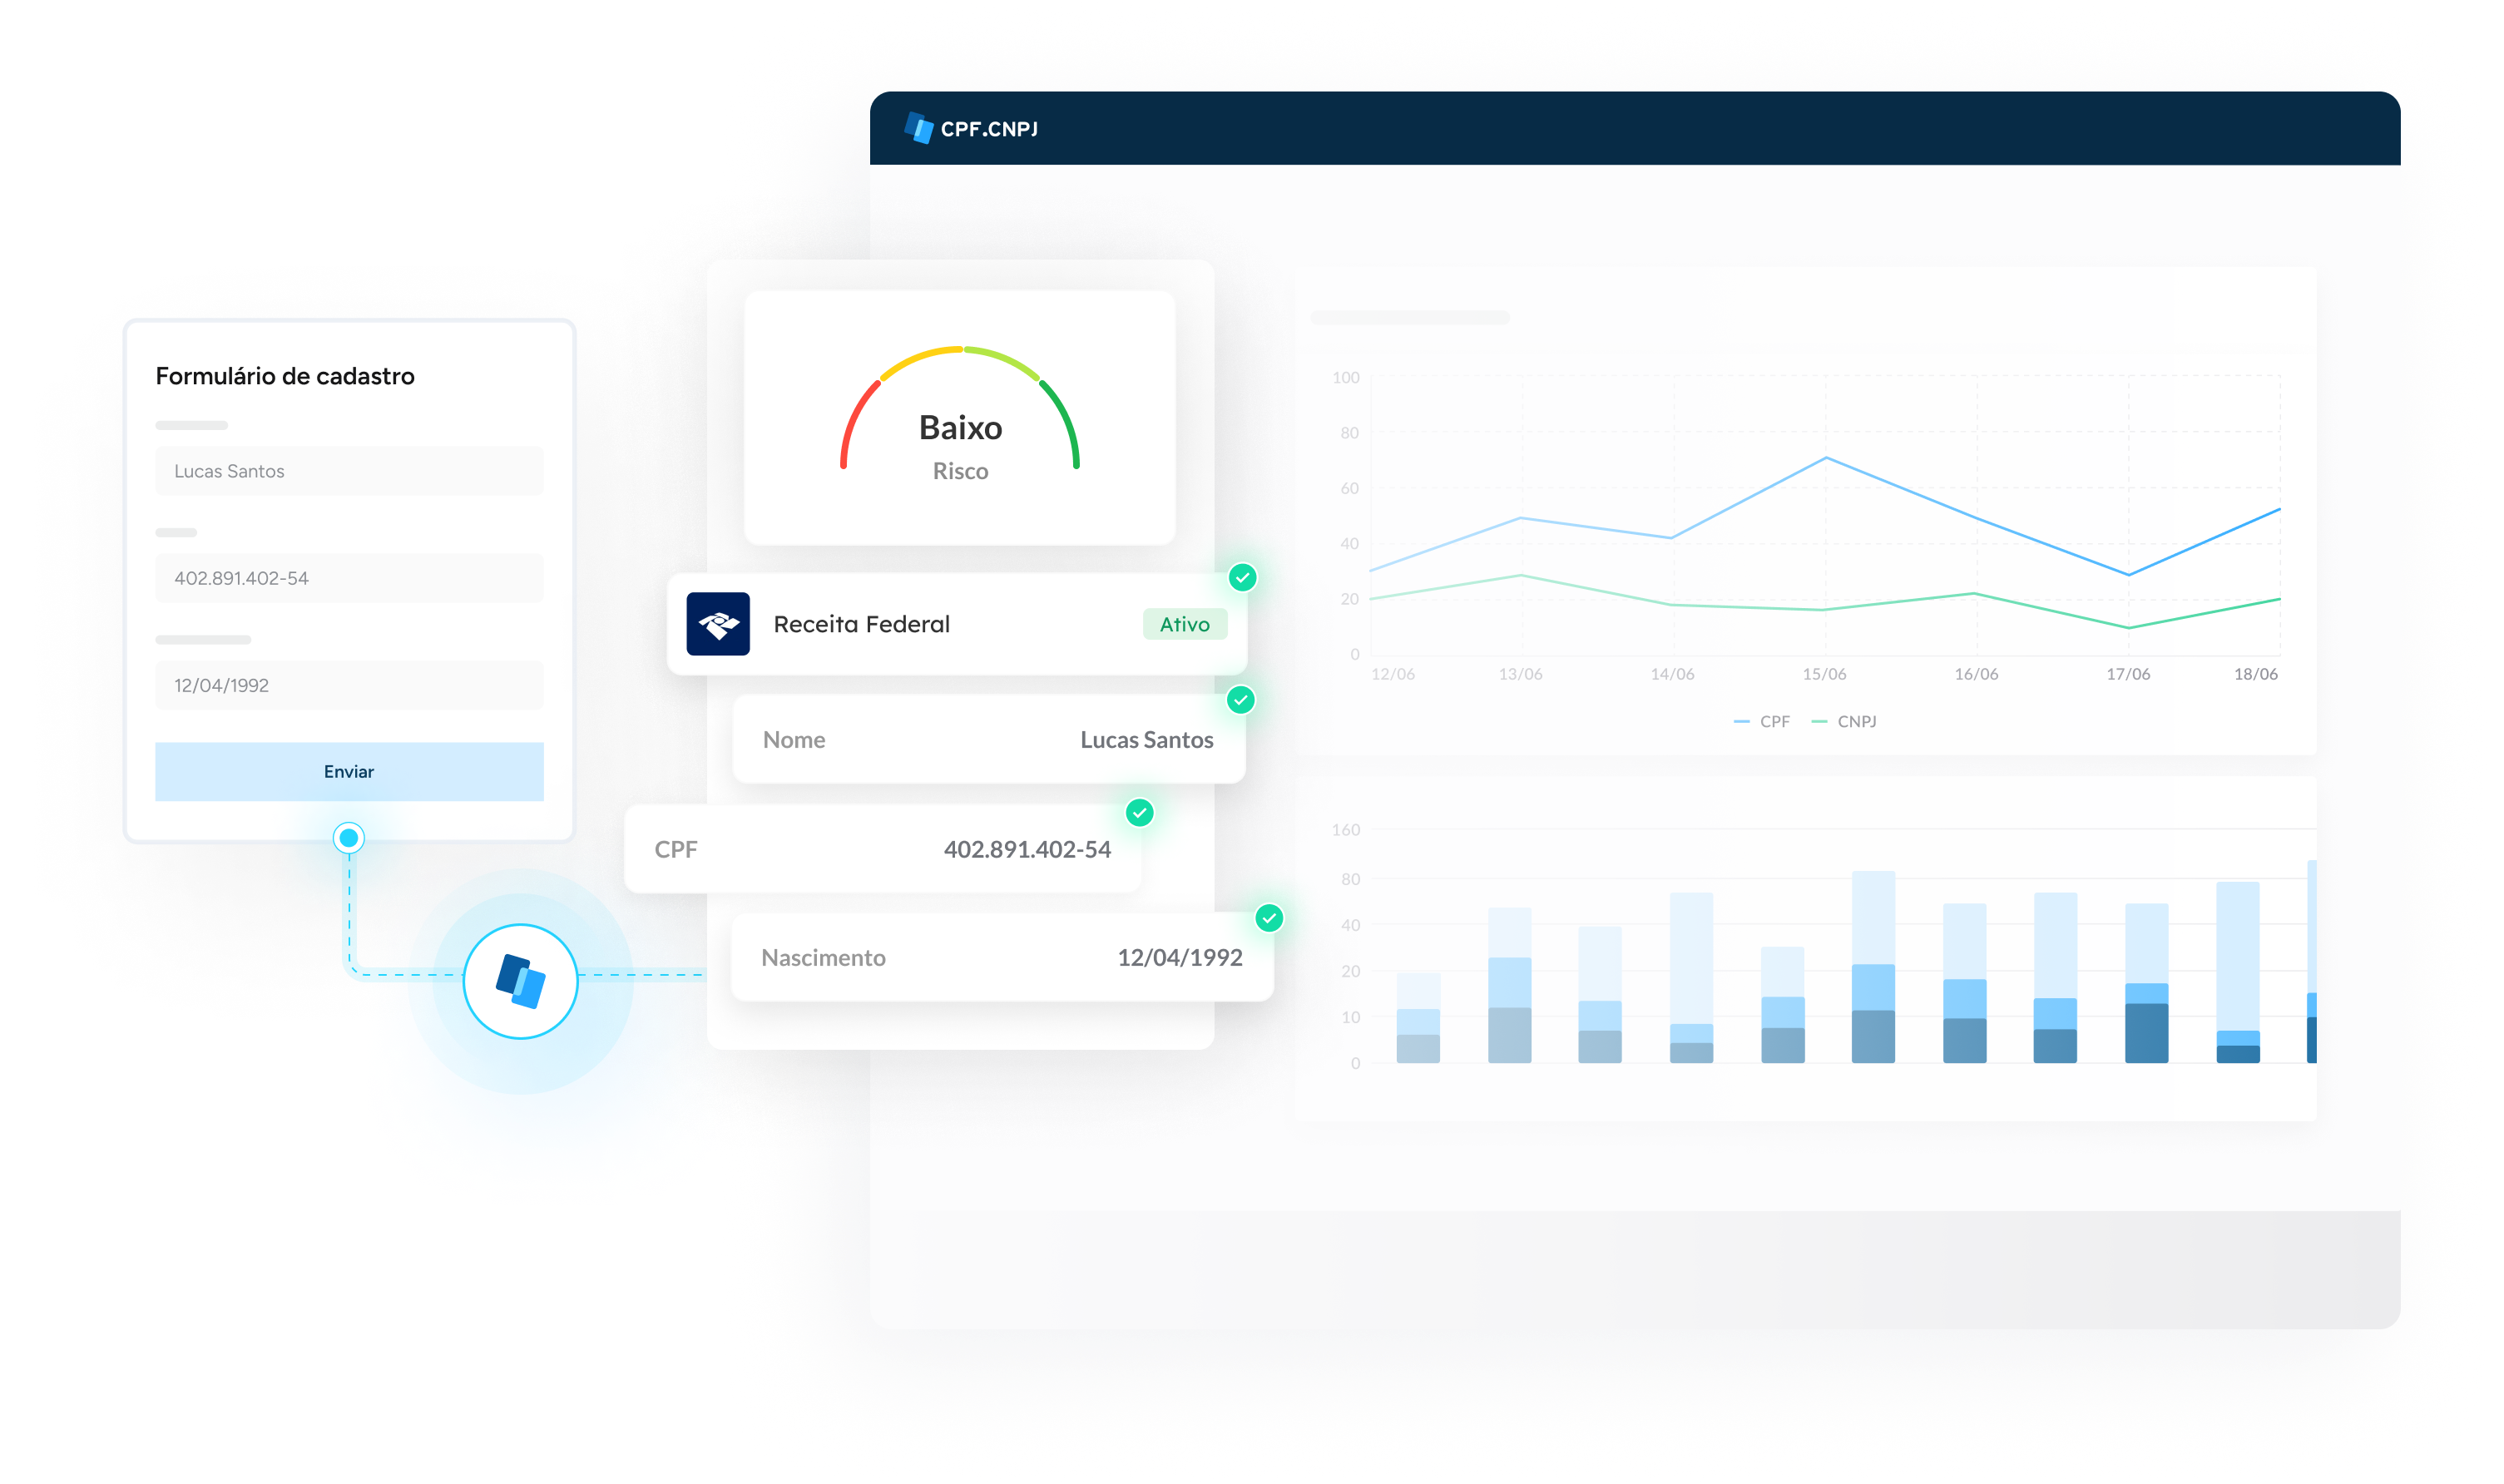 CPF.CNPJ
Formulário de cadastro
Lucas Santos
402.891.402-54
12/04/1992
Enviar
Baixo
Risco
Receita Federal
Ativo
Nome
Lucas Santos
CPF
402.891.402-54
Nascimento
12/04/1992
100
80
60
40
20
0
12/06
13/06
14/06
15/06
16/06
17/06
18/06
CPF
CNPJ
160
80
40
20
10
0